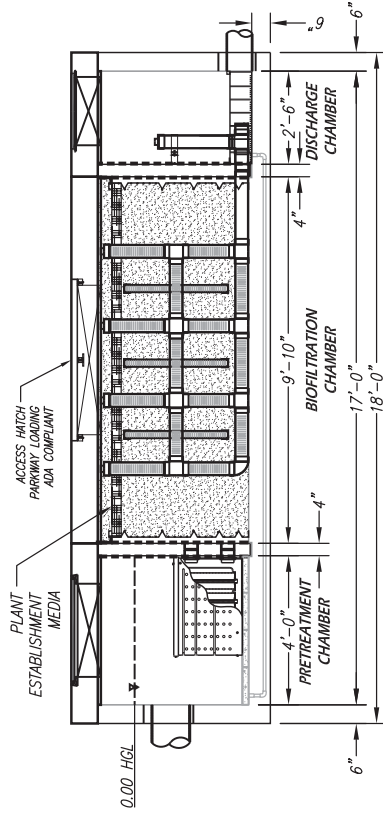 PLANT
ESTABLISHMENT
MEDIA
ACCESS HATCH
PARKWAY LOADING
ADA COMPLIANT
0.00 HGL
6"
4'-0"
4"
9'-10"
4"
2'-6"
6"
6"
PRETREATMENT
CHAMBER
BIOFILTRATION
CHAMBER
DISCHARGE
CHAMBER
17'-0"
18'-0"